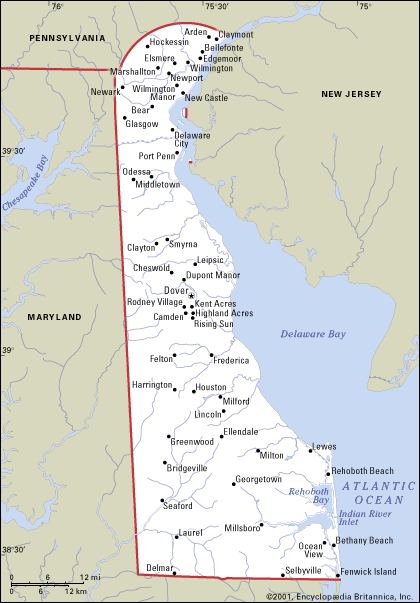 76
75°30'
75°
PENNSYLVANIA
Arden
Claymont
Hockessin
Bellefonte
Elsmere
Edgemoor
Marshallton
Wilmington
Newport
Newark
Wilmington
Manor
New Castle
NEW JERSEY
Bear
Glasgow
Delaware
City
39°30'
Port Penn
Chesapeake Bay
Odessa
Middletown
Smyrna
Clayton
Leipsic
Cheswold
Dupont Manor
Dover
Rodney Village
Kent Acres
MARYLAND
Camden
Highland Acres
Rising Sun
Delaware Bay
39°
Felton
Frederica
Harrington
Houston
Milford
Lincoln
Greenwood
Ellendale
Milton
Lewes
Bridgeville
Rehoboth Beach
Georgetown
ATLANTIC
OCEAN
Rehoboth
Bay
Seaford
Indian River
Inlet
Millsboro
Laurel
Ocean
View
Bethany Beach
38°30'
Delmar
Selbyville
Fenwick Island
0 6 12 mi
0 6 12 km
©2001, Encyclopædia Britannica, Inc.